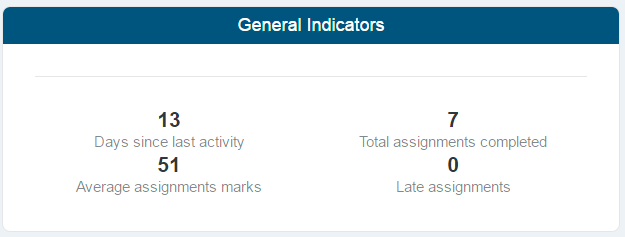 General Indicators
13 7
Days since last activity Total assignments completed
51 0
Average assignments marks Late assignments